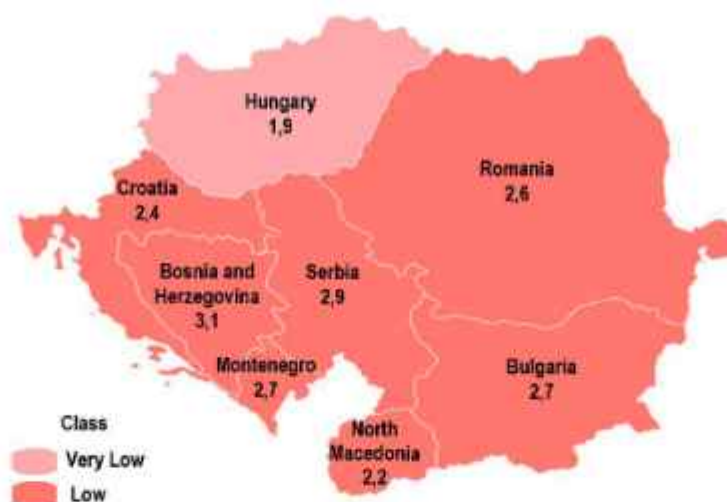 Hungary
1,9
Romania
2,6
Croatia
2,4
Bosnia and
Herzegovina
3,1
Serbia
2,9
Montenegro
2,7
Bulgaria
2,7
North
Macedonia
2,2
Class
Very Low
Low